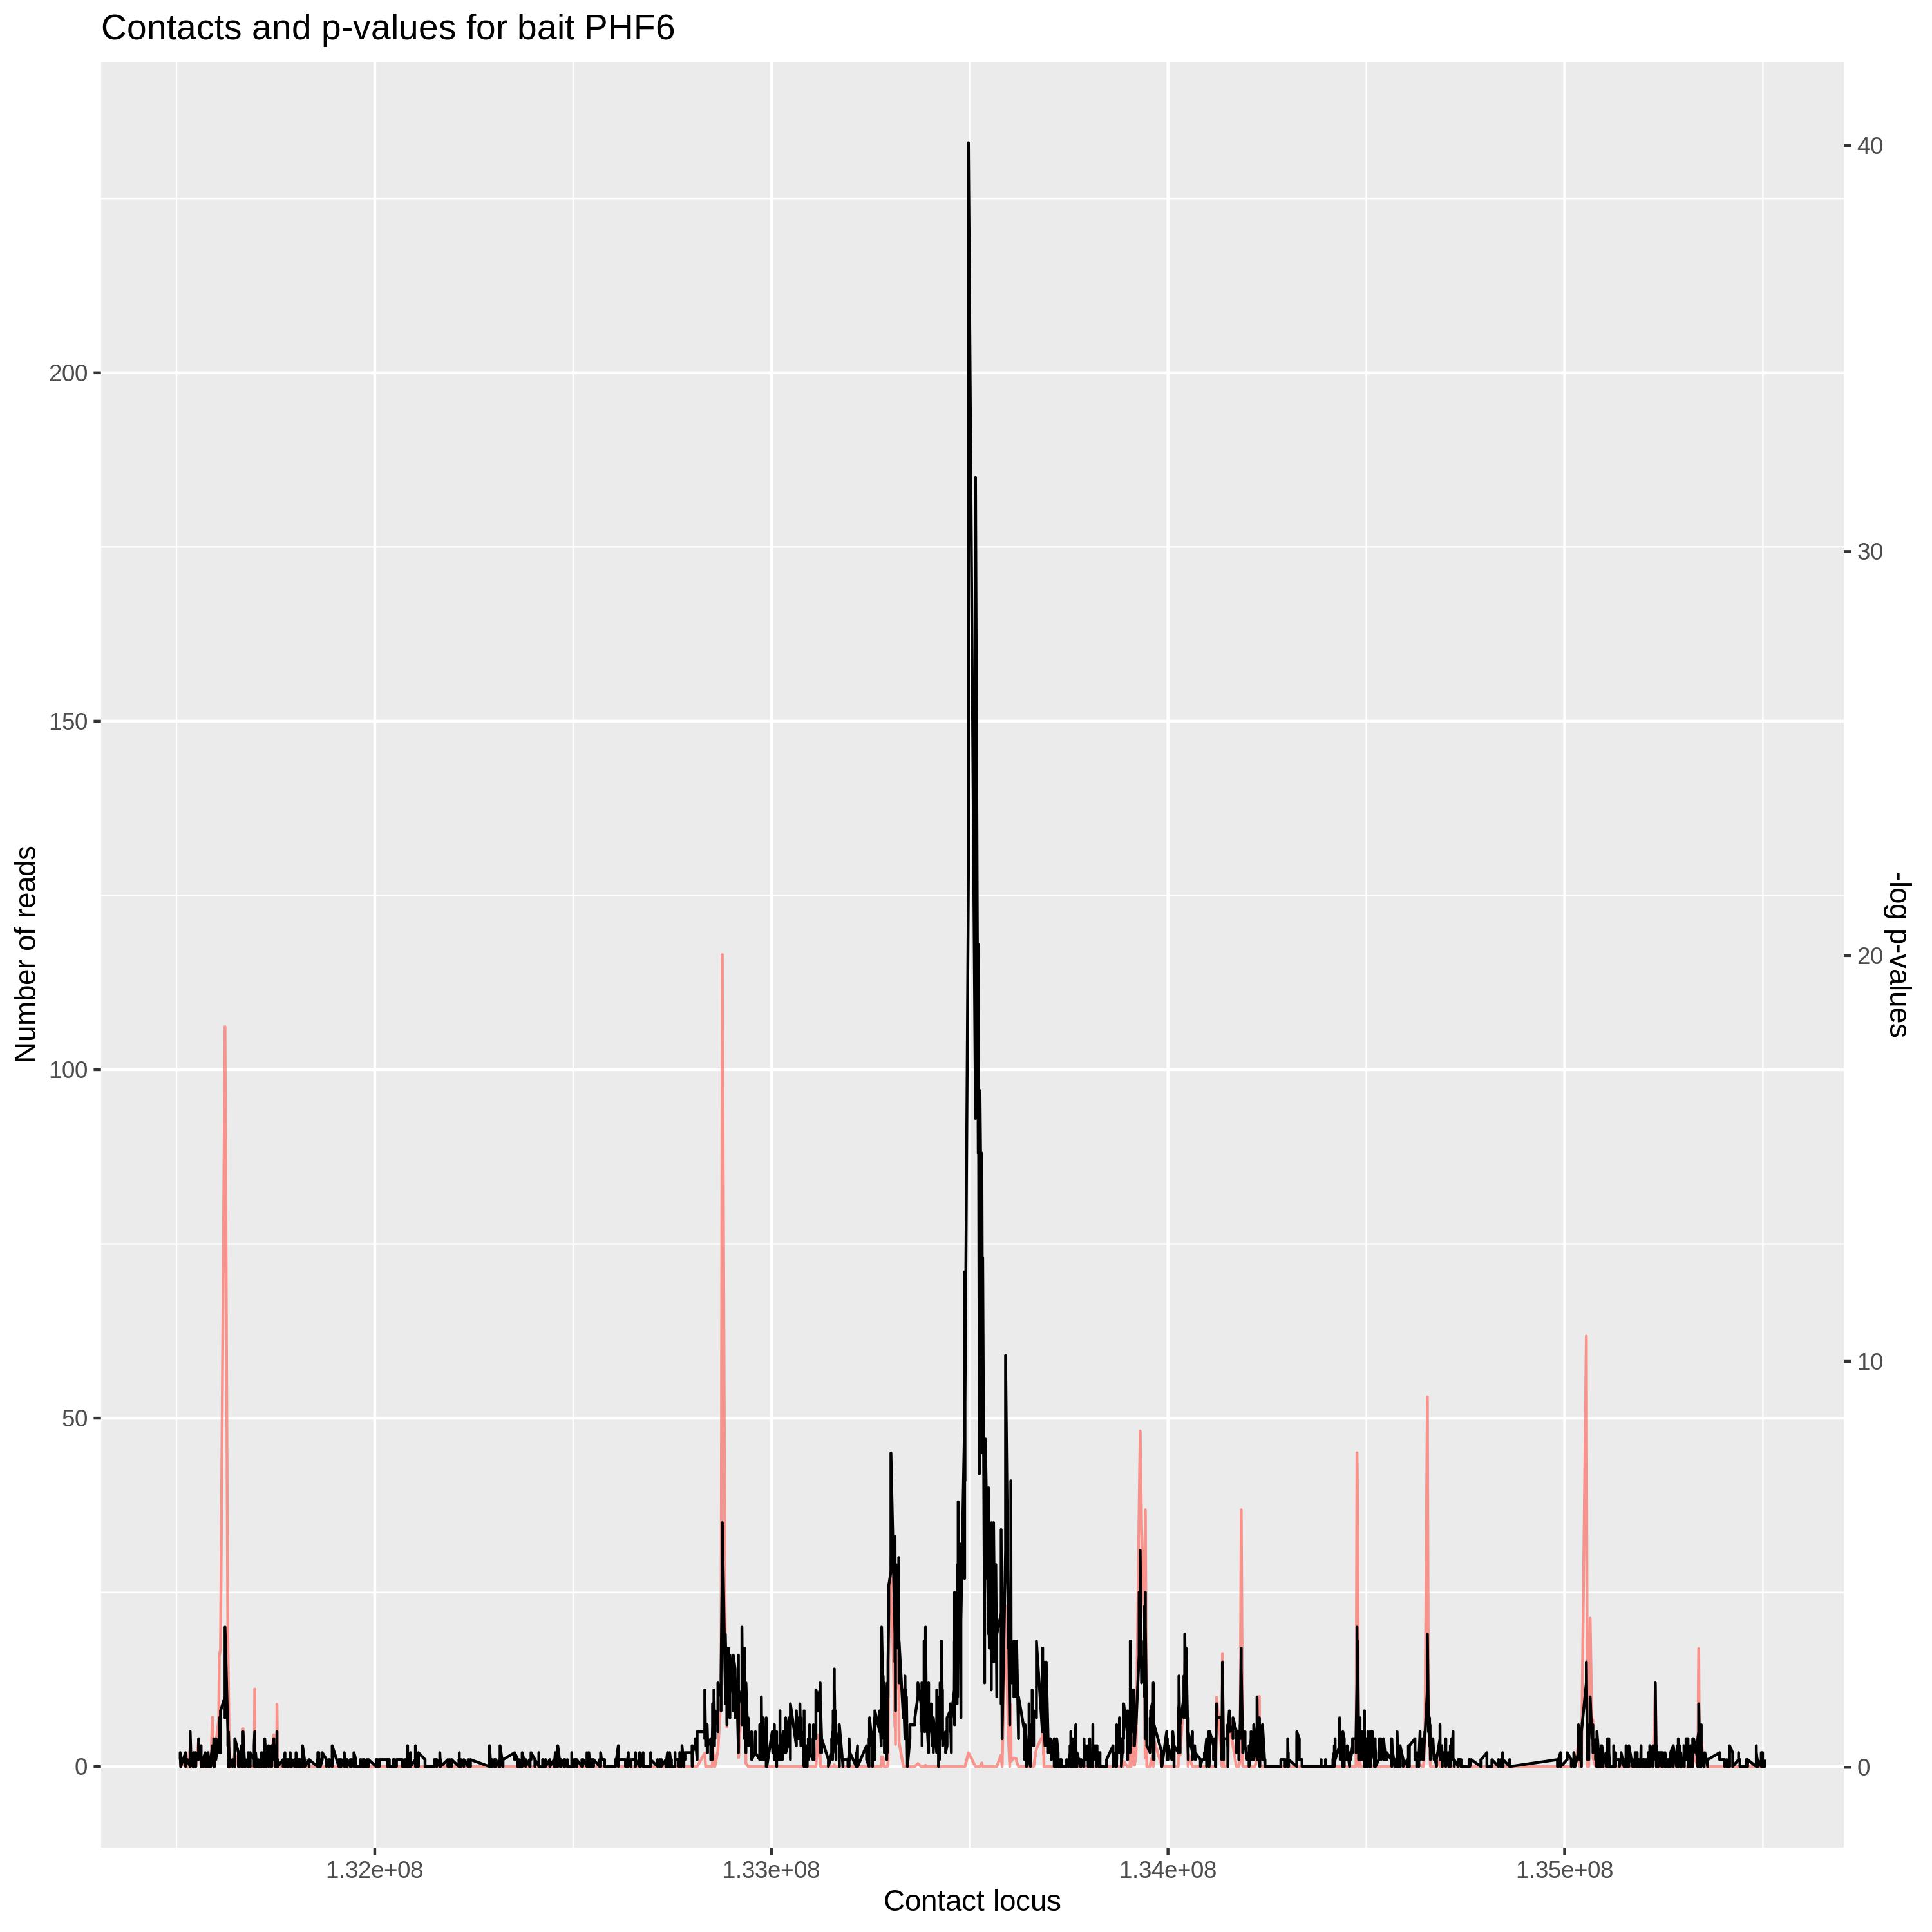 Contacts and p-values for bait PHF6
Number of reads
200
150
100
50
0
40
30
20
10
0
-log p-values
1.32e+08 1.33e+08 1.34e+08 1.35e+08
Contact locus